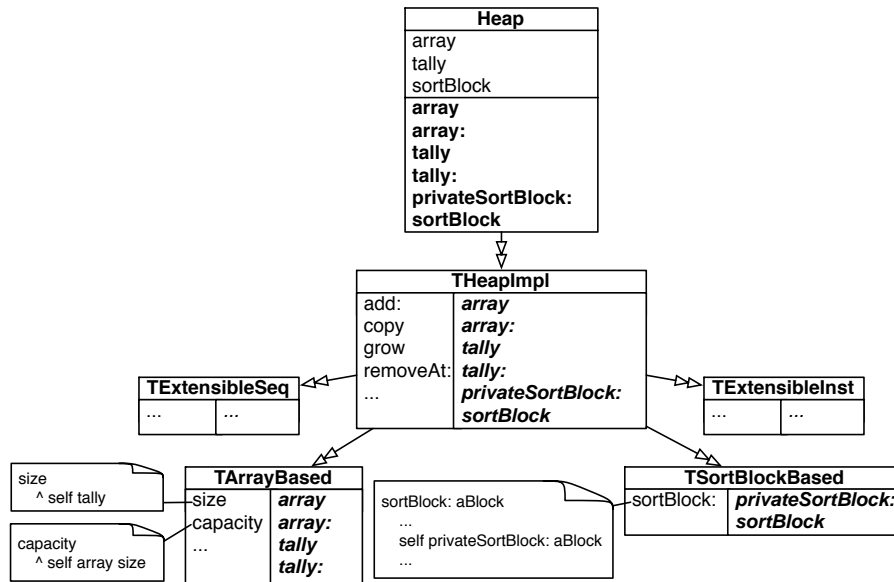 Heap
array
tally
sortBlock
array
array:
tally
tally:
privateSortBlock:
sortBlock
THeapImpl
add: array
copy array:
grow tally
removeAt: tally:
... privateSortBlock:
sortBlock
TExtensibleSeq
... ...
TExtensibleInst
... ...
size
^ self tally
capacity
^ self array size
TArrayBased
size array
capacity array:
... tally
tally:
sortBlock: aBlock
...
self privateSortBlock: aBlock
...
TSortBlockBased
sortBlock: privateSortBlock:
sortBlock